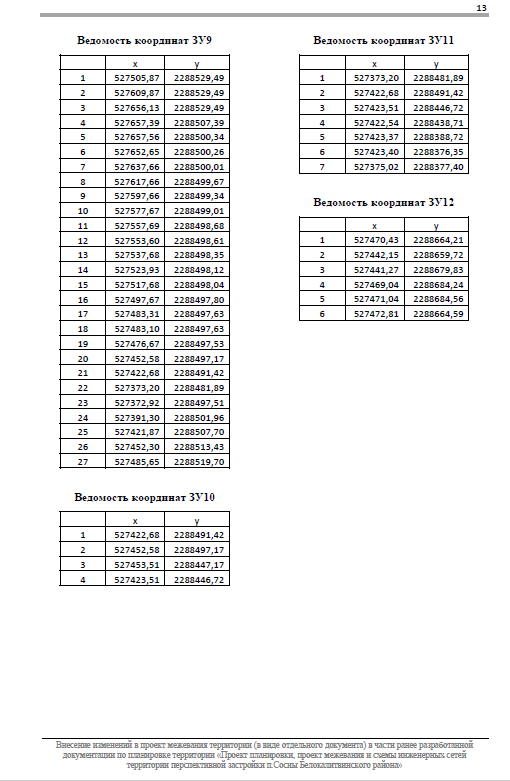 13
Ведомость координат ЗУ9
x y
1 527505,87 2288529,49
2 527609,87 2288529,49
3 527656,13 2288529,49
4 527657,39 2288507,39
5 527657,56 2288500,34
6 527652,65 2288500,26
7 527637,66 2288500,01
8 527617,66 2288499,67
9 527597,66 2288499,34
10 527577,67 2288499,01
11 527557,69 2288498,68
12 527553,60 2288498,61
13 527537,68 2288498,35
14 527523,93 2288498,12
15 527517,68 2288498,04
16 527497,67 2288497,80
17 527483,31 2288497,63
18 527483,10 2288497,63
19 527476,67 2288497,53
20 527452,58 2288497,17
21 527422,68 2288491,42
22 527373,20 2288481,89
23 527372,92 2288497,51
24 527391,30 2288501,96
25 527421,87 2288507,70
26 527452,30 2288513,43
27 527485,65 2288519,70
Ведомость координат ЗУ10
x y
1 527422,68 2288491,42
2 527452,58 2288497,17
3 527453,51 2288447,17
4 527423,51 2288446,72
Ведомость координат ЗУ11
x y
1 527373,20 2288481,89
2 527422,68 2288491,42
3 527423,51 2288446,72
4 527422,54 2288438,71
5 527423,37 2288388,72
6 527423,40 2288376,35
7 527375,02 2288377,40
Ведомость координат ЗУ12
x y
1 527470,43 2288664,21
2 527442,15 2288659,72
3 527441,27 2288679,83
4 527469,04 2288684,24
5 527471,04 2288684,56
6 527472,81 2288664,59
Внесение изменений в проект межевания территории (в виде отдельного документа) в части ранее разработанной
документации по планировке территории «Проект планировки, проект межевания и схемы инженерных сетей
территории перспективной застройки п.Сосны Белокалитвинского района»